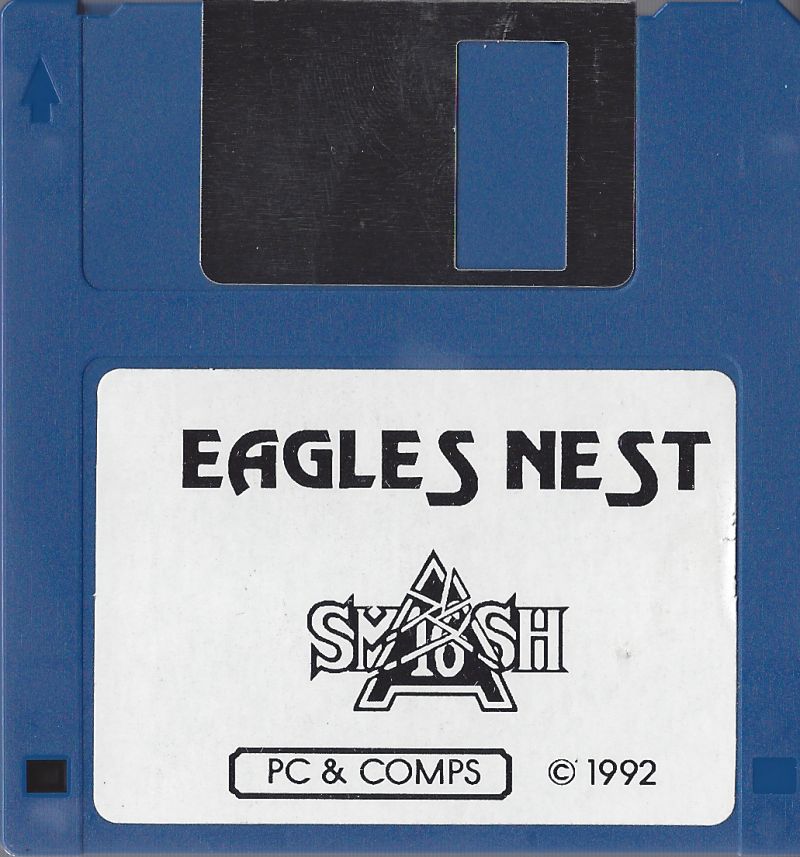 EAGLES NEST
SMASH
16
PC & COMPS © 1992